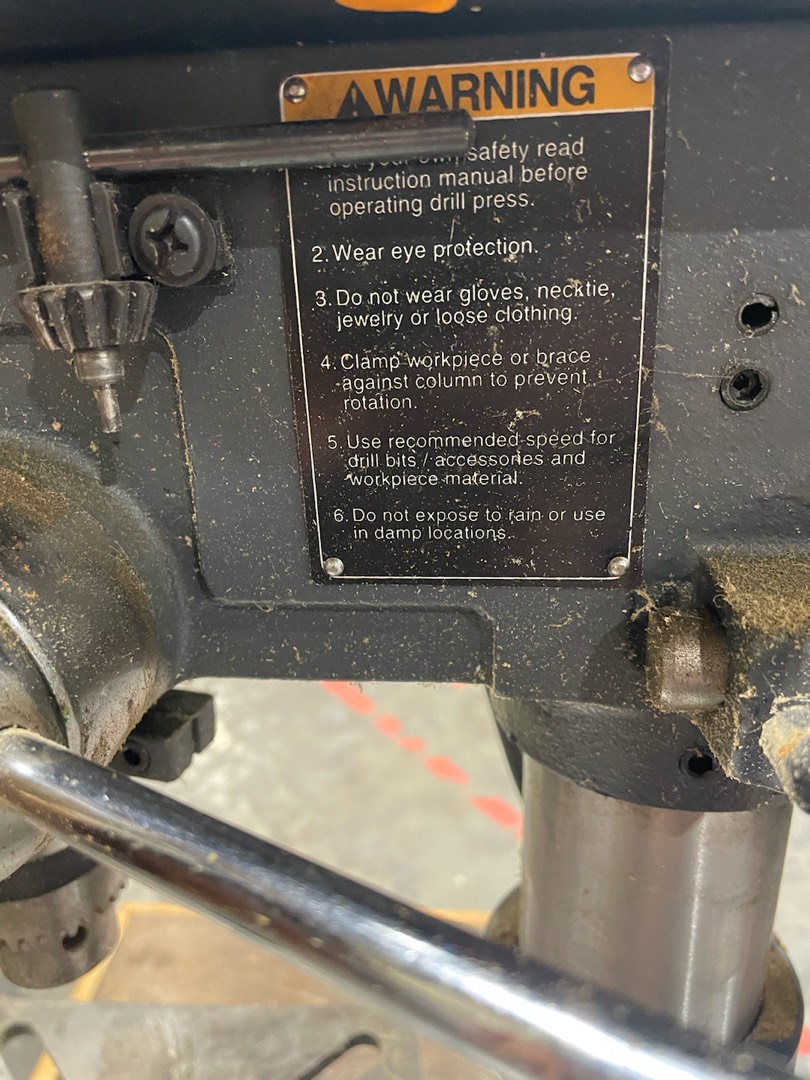 WARNING
your own safety read
instruction manual before
operating drill press.
2. Wear eye protection.
3. Do not wear gloves, necktie,
jewelry or loose clothing.
4. Clamp workpiece or brace
against column to prevent
rotation.
5. Use recommended speed for
drill bits / accessories and
workpiece material.
6. Do not expose to rain or use
in damp locations.